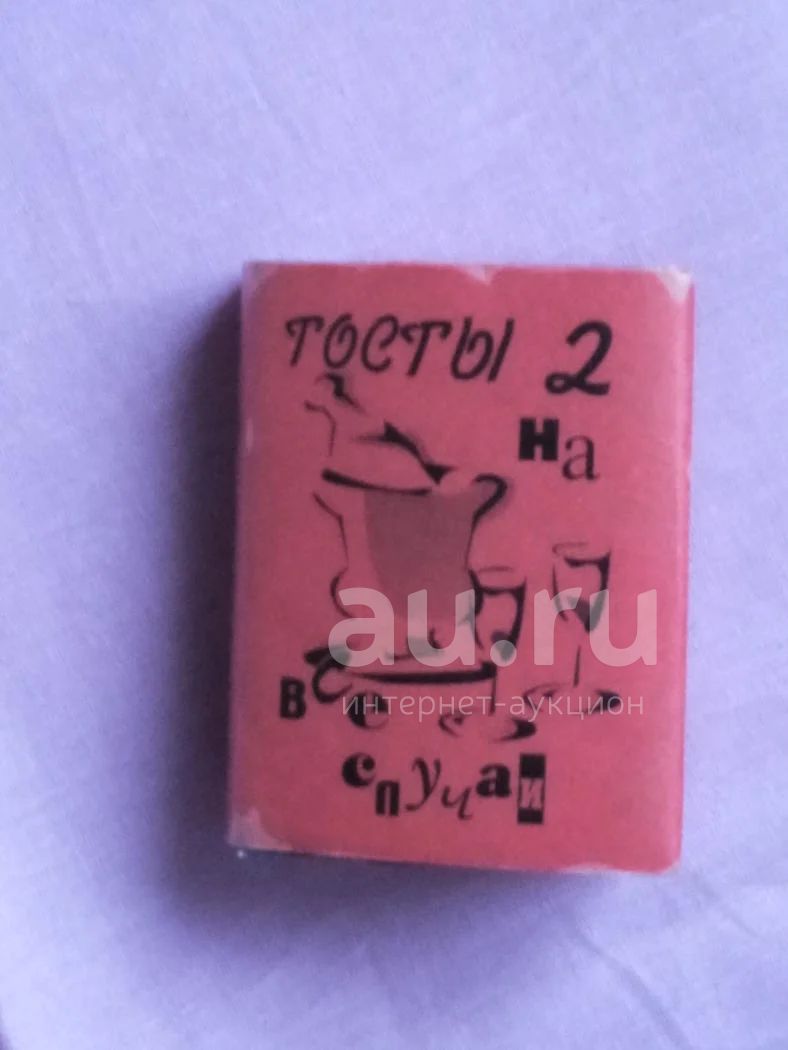 ТОСТЫ 2
на
au.ru
интернет-аукцион
все
случаи